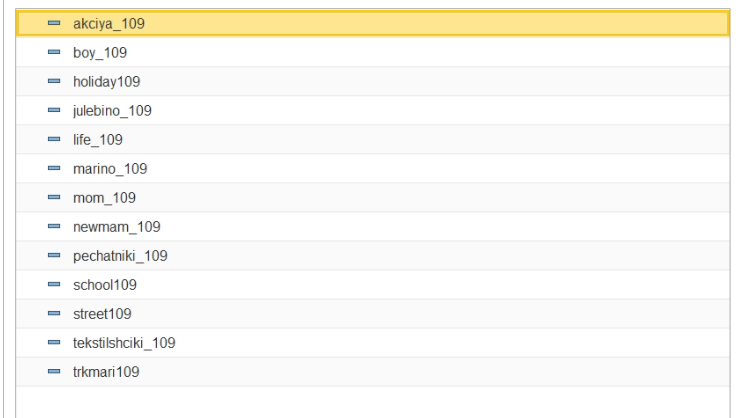 akciya_109
boy_109
holiday109
julebino_109
life_109
marino_109
mom_109
newmam_109
pechatniki_109
school109
street109
tekstilshciki_109
trkmari109